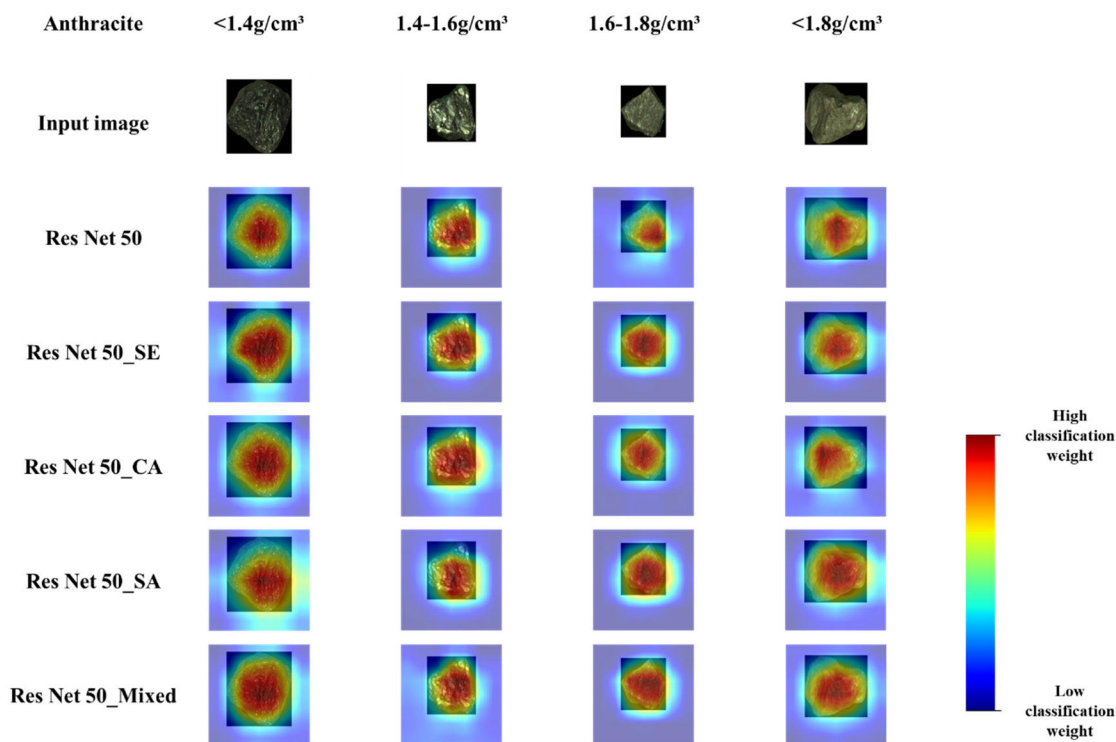 Anthracite <1.4g/cm³ 1.4-1.6g/cm³ 1.6-1.8g/cm³ <1.8g/cm³
Input image
Res Net 50
Res Net 50_SE
Res Net 50_CA
Res Net 50_SA
Res Net 50_Mixed
High
classification
weight
Low
classification
weight